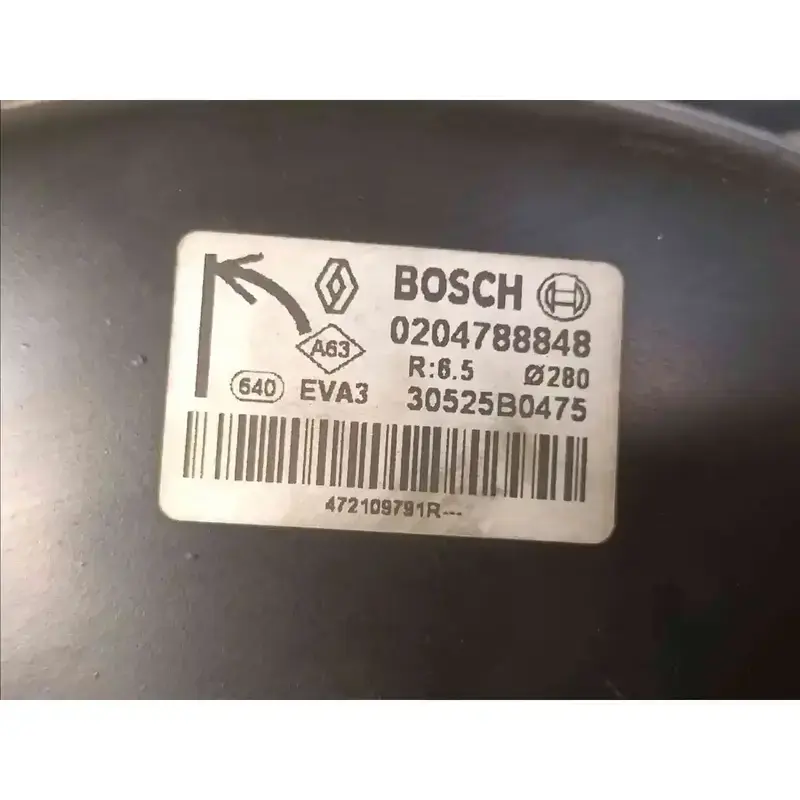 BOSCH
0204788848
A63
R:6.5 Ø280
640 EVA3 30525B0475
472109791R---